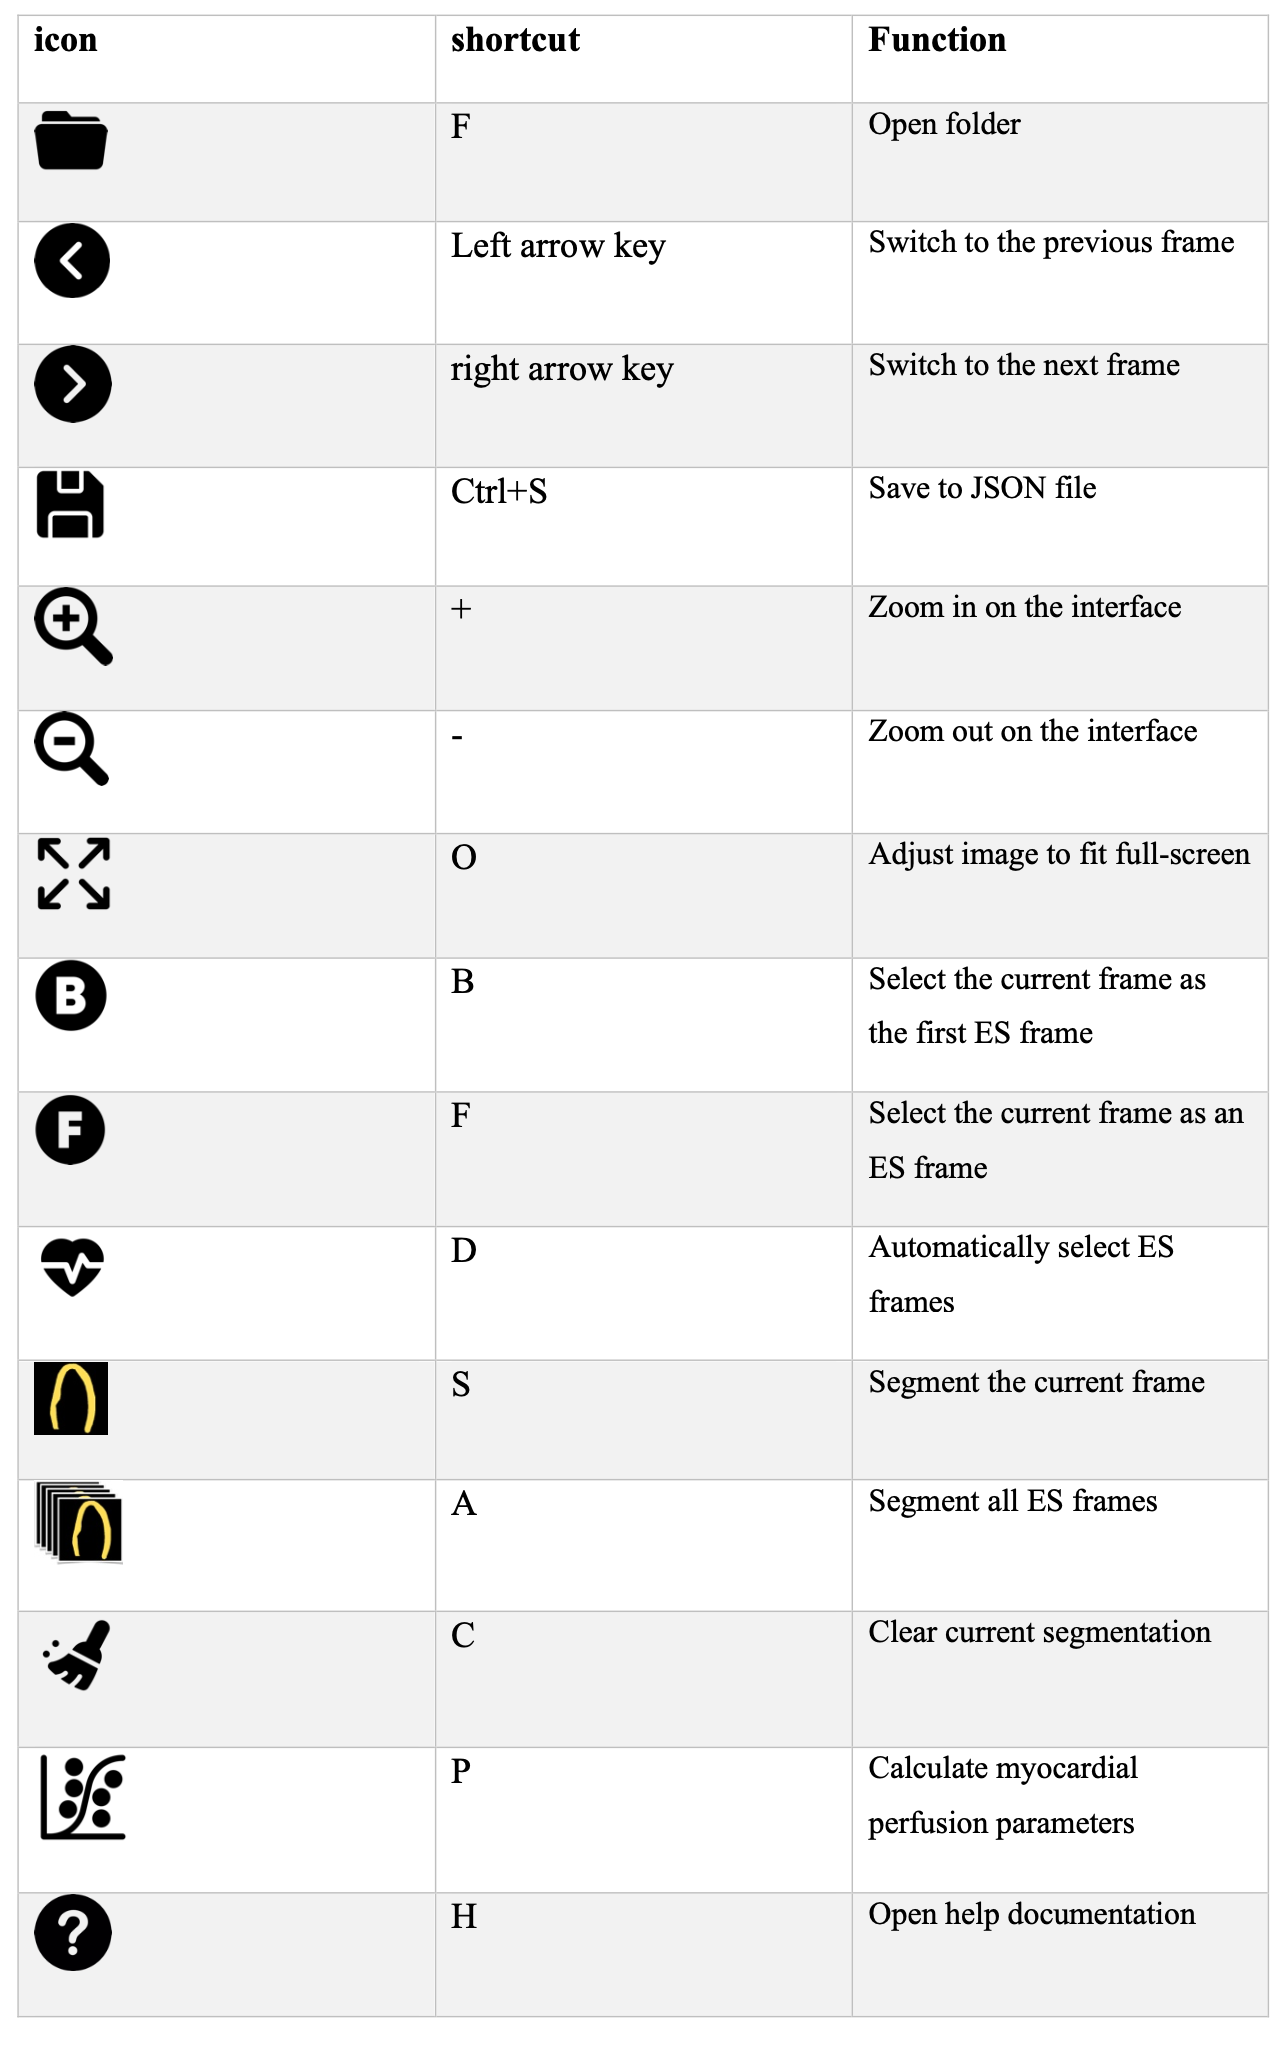 icon shortcut Function
F Open folder
Left arrow key Switch to the previous frame
right arrow key Switch to the next frame
Ctrl+S Save to JSON file
+ Zoom in on the interface
- Zoom out on the interface
O Adjust image to fit full-screen
B B Select the current frame as
the first ES frame
F F Select the current frame as an
ES frame
D Automatically select ES
frames
S Segment the current frame
A Segment all ES frames
C Clear current segmentation
P Calculate myocardial
perfusion parameters
? H Open help documentation